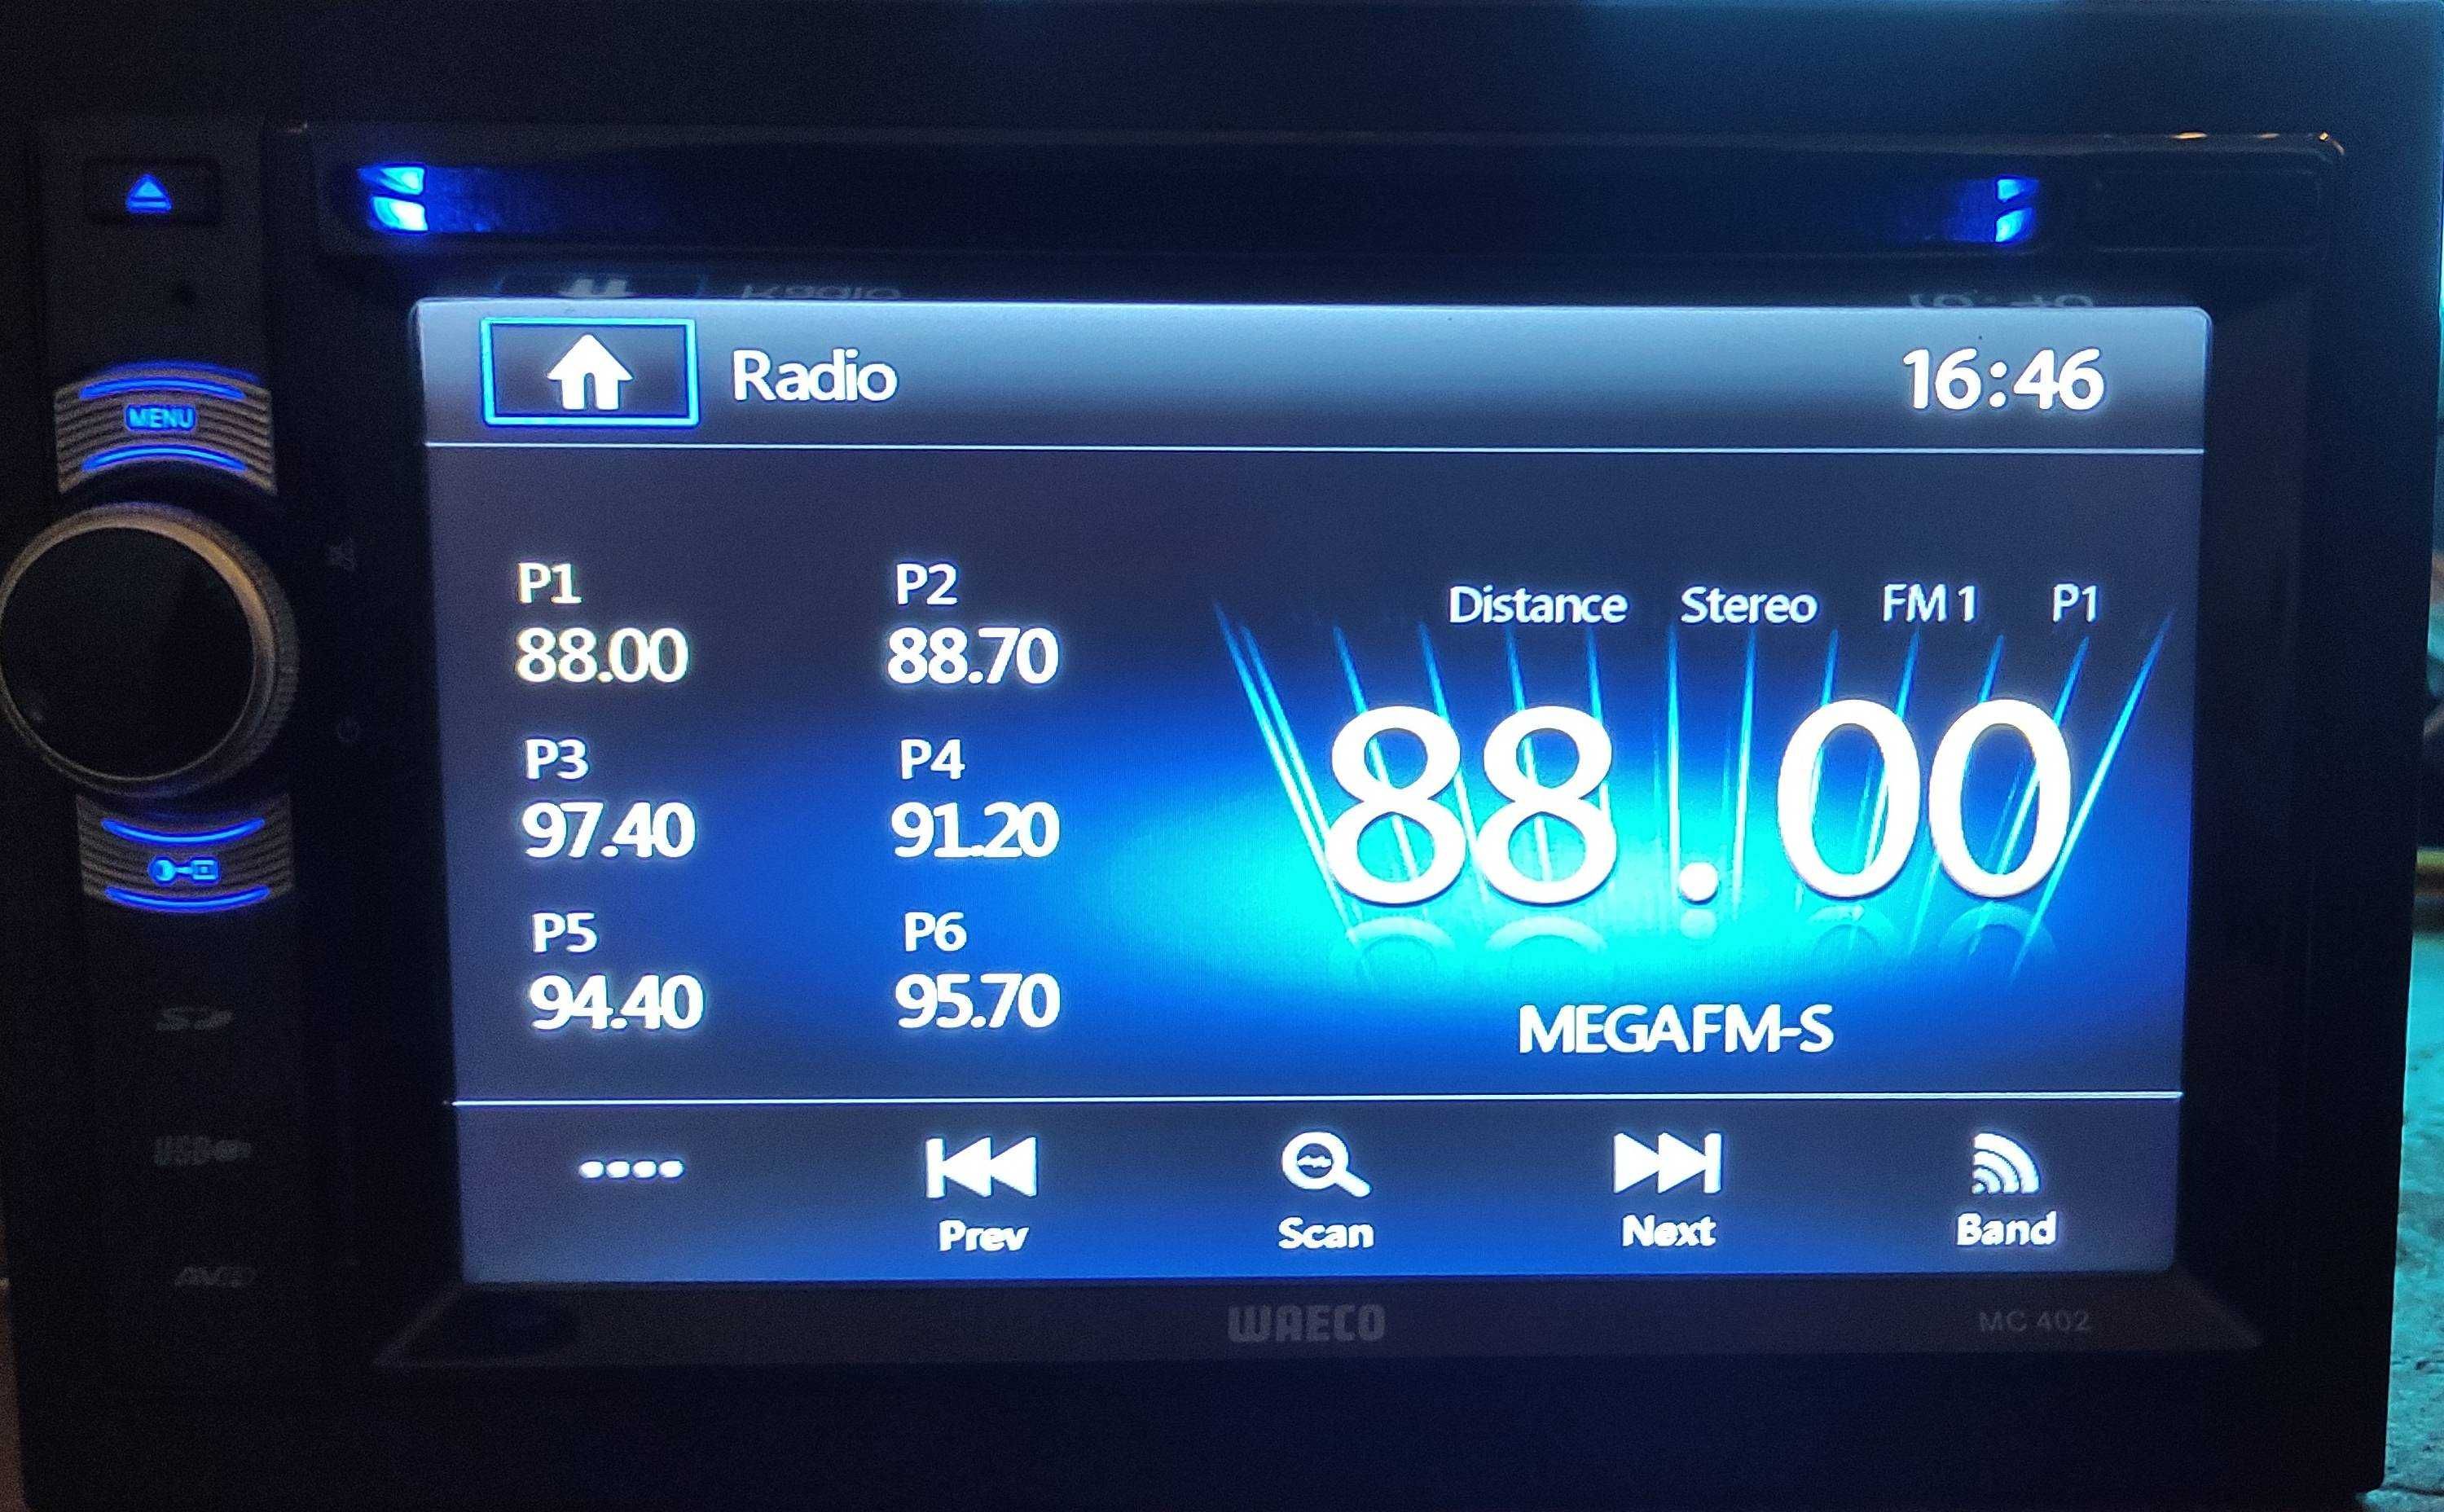 MENU
Radio 16:46
Distance Stereo FM 1 P1
P1 P2
88.00 88.70
P3 P4
97.40 91.20
88.00
P5 P6
94.40 95.70
MEGAFM-S
Prev Scan Next Band
USB
WAECO MC 402